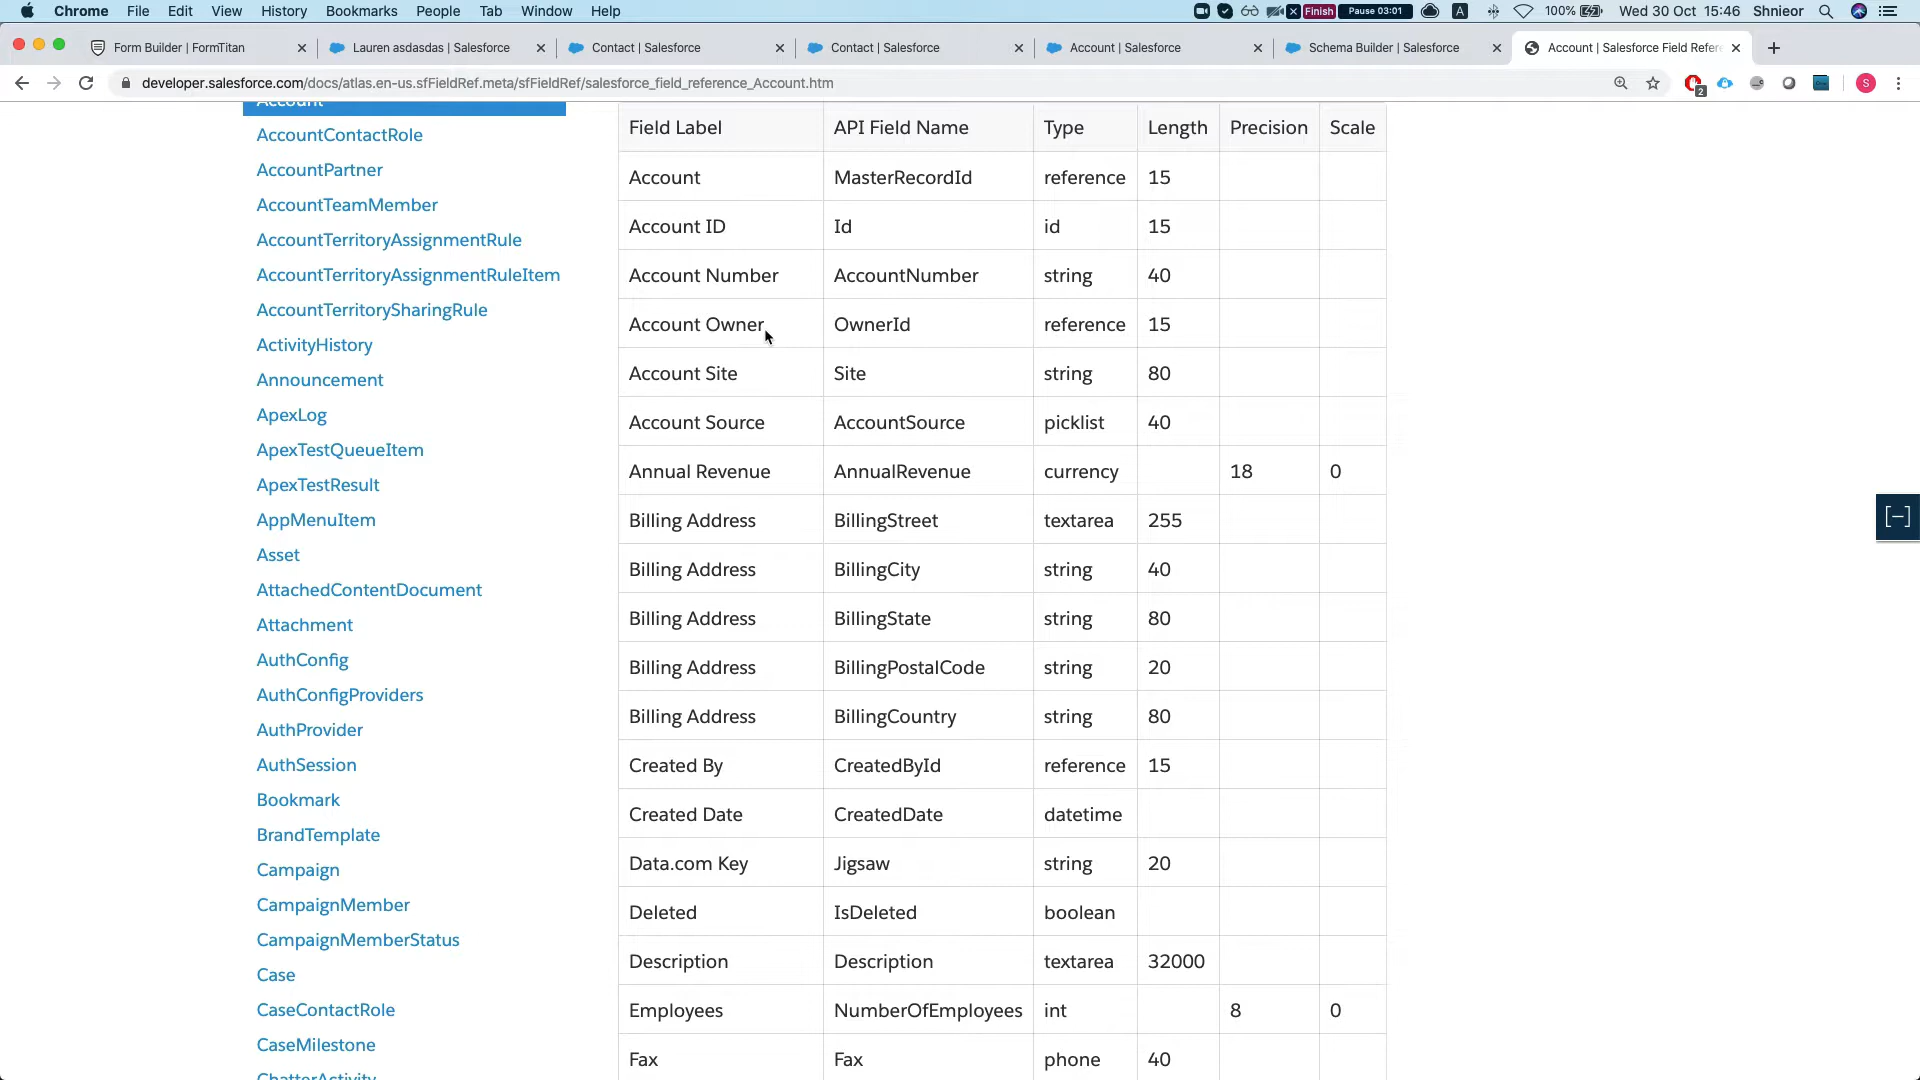 Chrome File Edit View History Bookmarks People Tab Window Help Finish Pause 03:01 A 100% Wed 30 Oct 15:46 Shnieor
Form Builder | FormTitan Lauren asdasdas | Salesforce Contact | Salesforce Contact | Salesforce Account | Salesforce Schema Builder | Salesforce Account | Salesforce Field Refere
developer.salesforce.com/docs/atlas.en-us.sfFieldRef.meta/sfFieldRef/salesforce_field_reference_Account.htm 2 S
Account
AccountContactRole
AccountPartner
AccountTeamMember
AccountTerritoryAssignmentRule
AccountTerritoryAssignmentRuleItem
AccountTerritorySharingRule
ActivityHistory
Announcement
ApexLog
ApexTestQueueItem
ApexTestResult
AppMenuItem
Asset
AttachedContentDocument
Attachment
AuthConfig
AuthConfigProviders
AuthProvider
AuthSession
Bookmark
BrandTemplate
Campaign
CampaignMember
CampaignMemberStatus
Case
CaseContactRole
CaseMilestone
ChatterActivity
Field Label API Field Name Type Length Precision Scale
Account MasterRecordId reference 15
Account ID Id id 15
Account Number AccountNumber string 40
Account Owner OwnerId reference 15
Account Site Site string 80
Account Source AccountSource picklist 40
Annual Revenue AnnualRevenue currency 18 0
Billing Address BillingStreet textarea 255
Billing Address BillingCity string 40
Billing Address BillingState string 80
Billing Address BillingPostalCode string 20
Billing Address BillingCountry string 80
Created By CreatedById reference 15
Created Date CreatedDate datetime
Data.com Key Jigsaw string 20
Deleted IsDeleted boolean
Description Description textarea 32000
Employees NumberOfEmployees int 8 0
Fax Fax phone 40
[–]